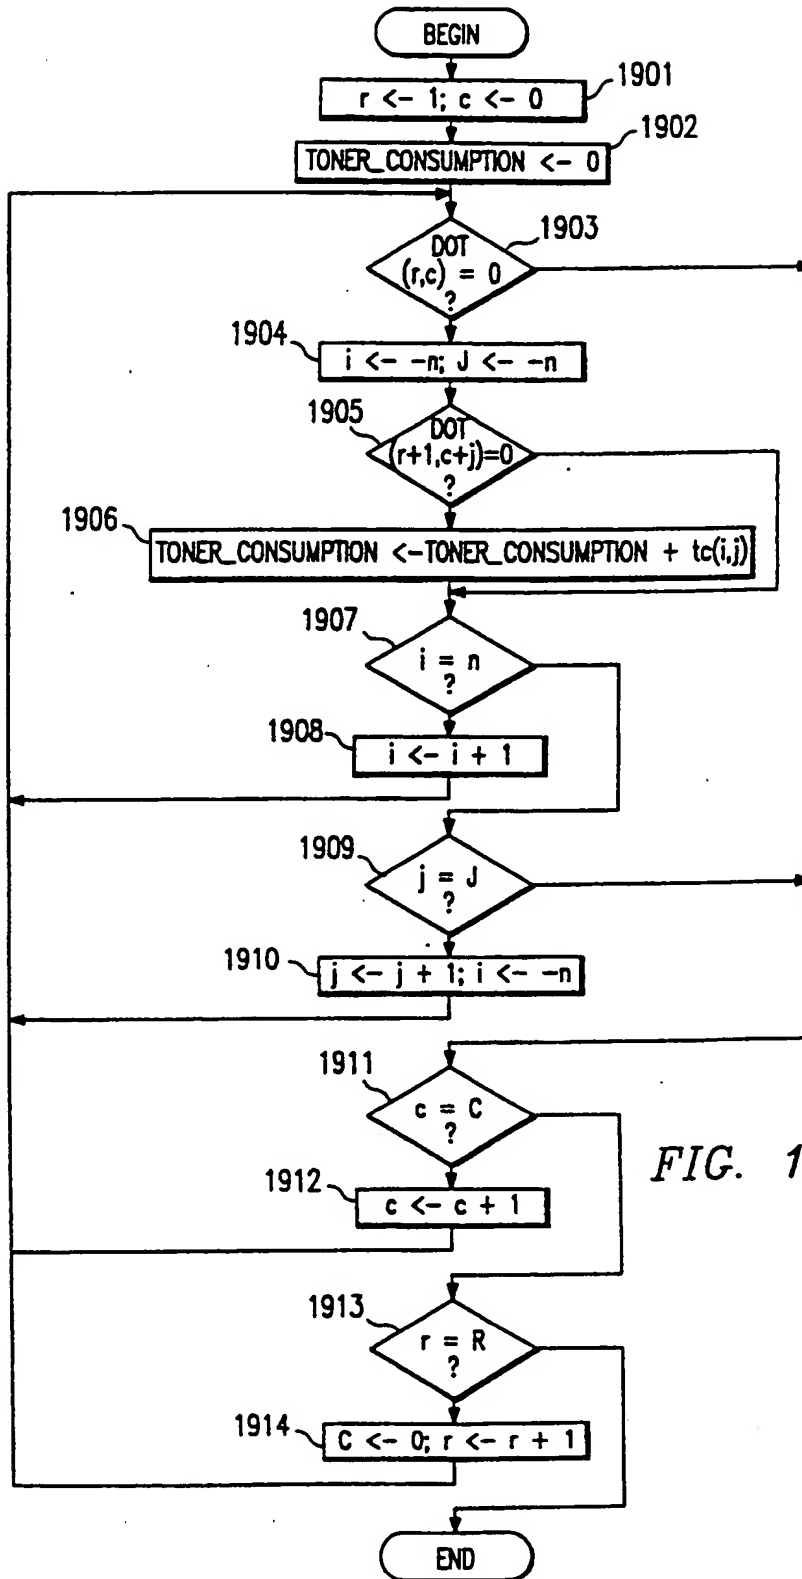 BEGIN
1901
r <- 1; c <- 0
1902
TONER_CONSUMPTION <- 0
1903
DOT
(r,c) = 0
?
1904
i <- -n; J <- -n
1905
DOT
(r+1,c+j)=0
?
1906
TONER_CONSUMPTION <-TONER_CONSUMPTION + tc(i,j)
1907
i = n
?
1908
i <- i + 1
1909
j = J
?
1910
j <- j + 1; i <- -n
1911
c = C
?
FIG. 1
1912
c <- c + 1
1913
r = R
?
1914
C <- 0; r <- r + 1
END